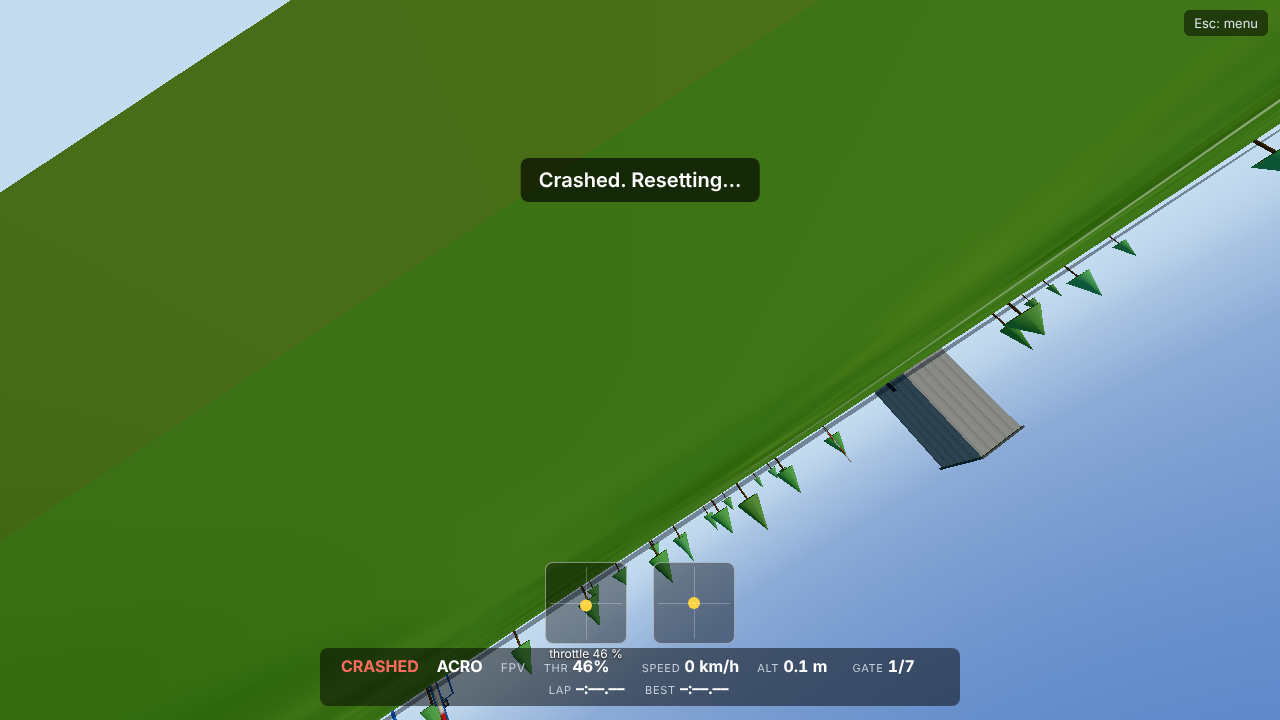 Esc: menu
Crashed. Resetting...
throttle 46 %
CRASHED ACRO FPV THR 46% SPEED 0 km/h ALT 0.1 m GATE 1/7
LAP –:––.–– BEST –:––.––